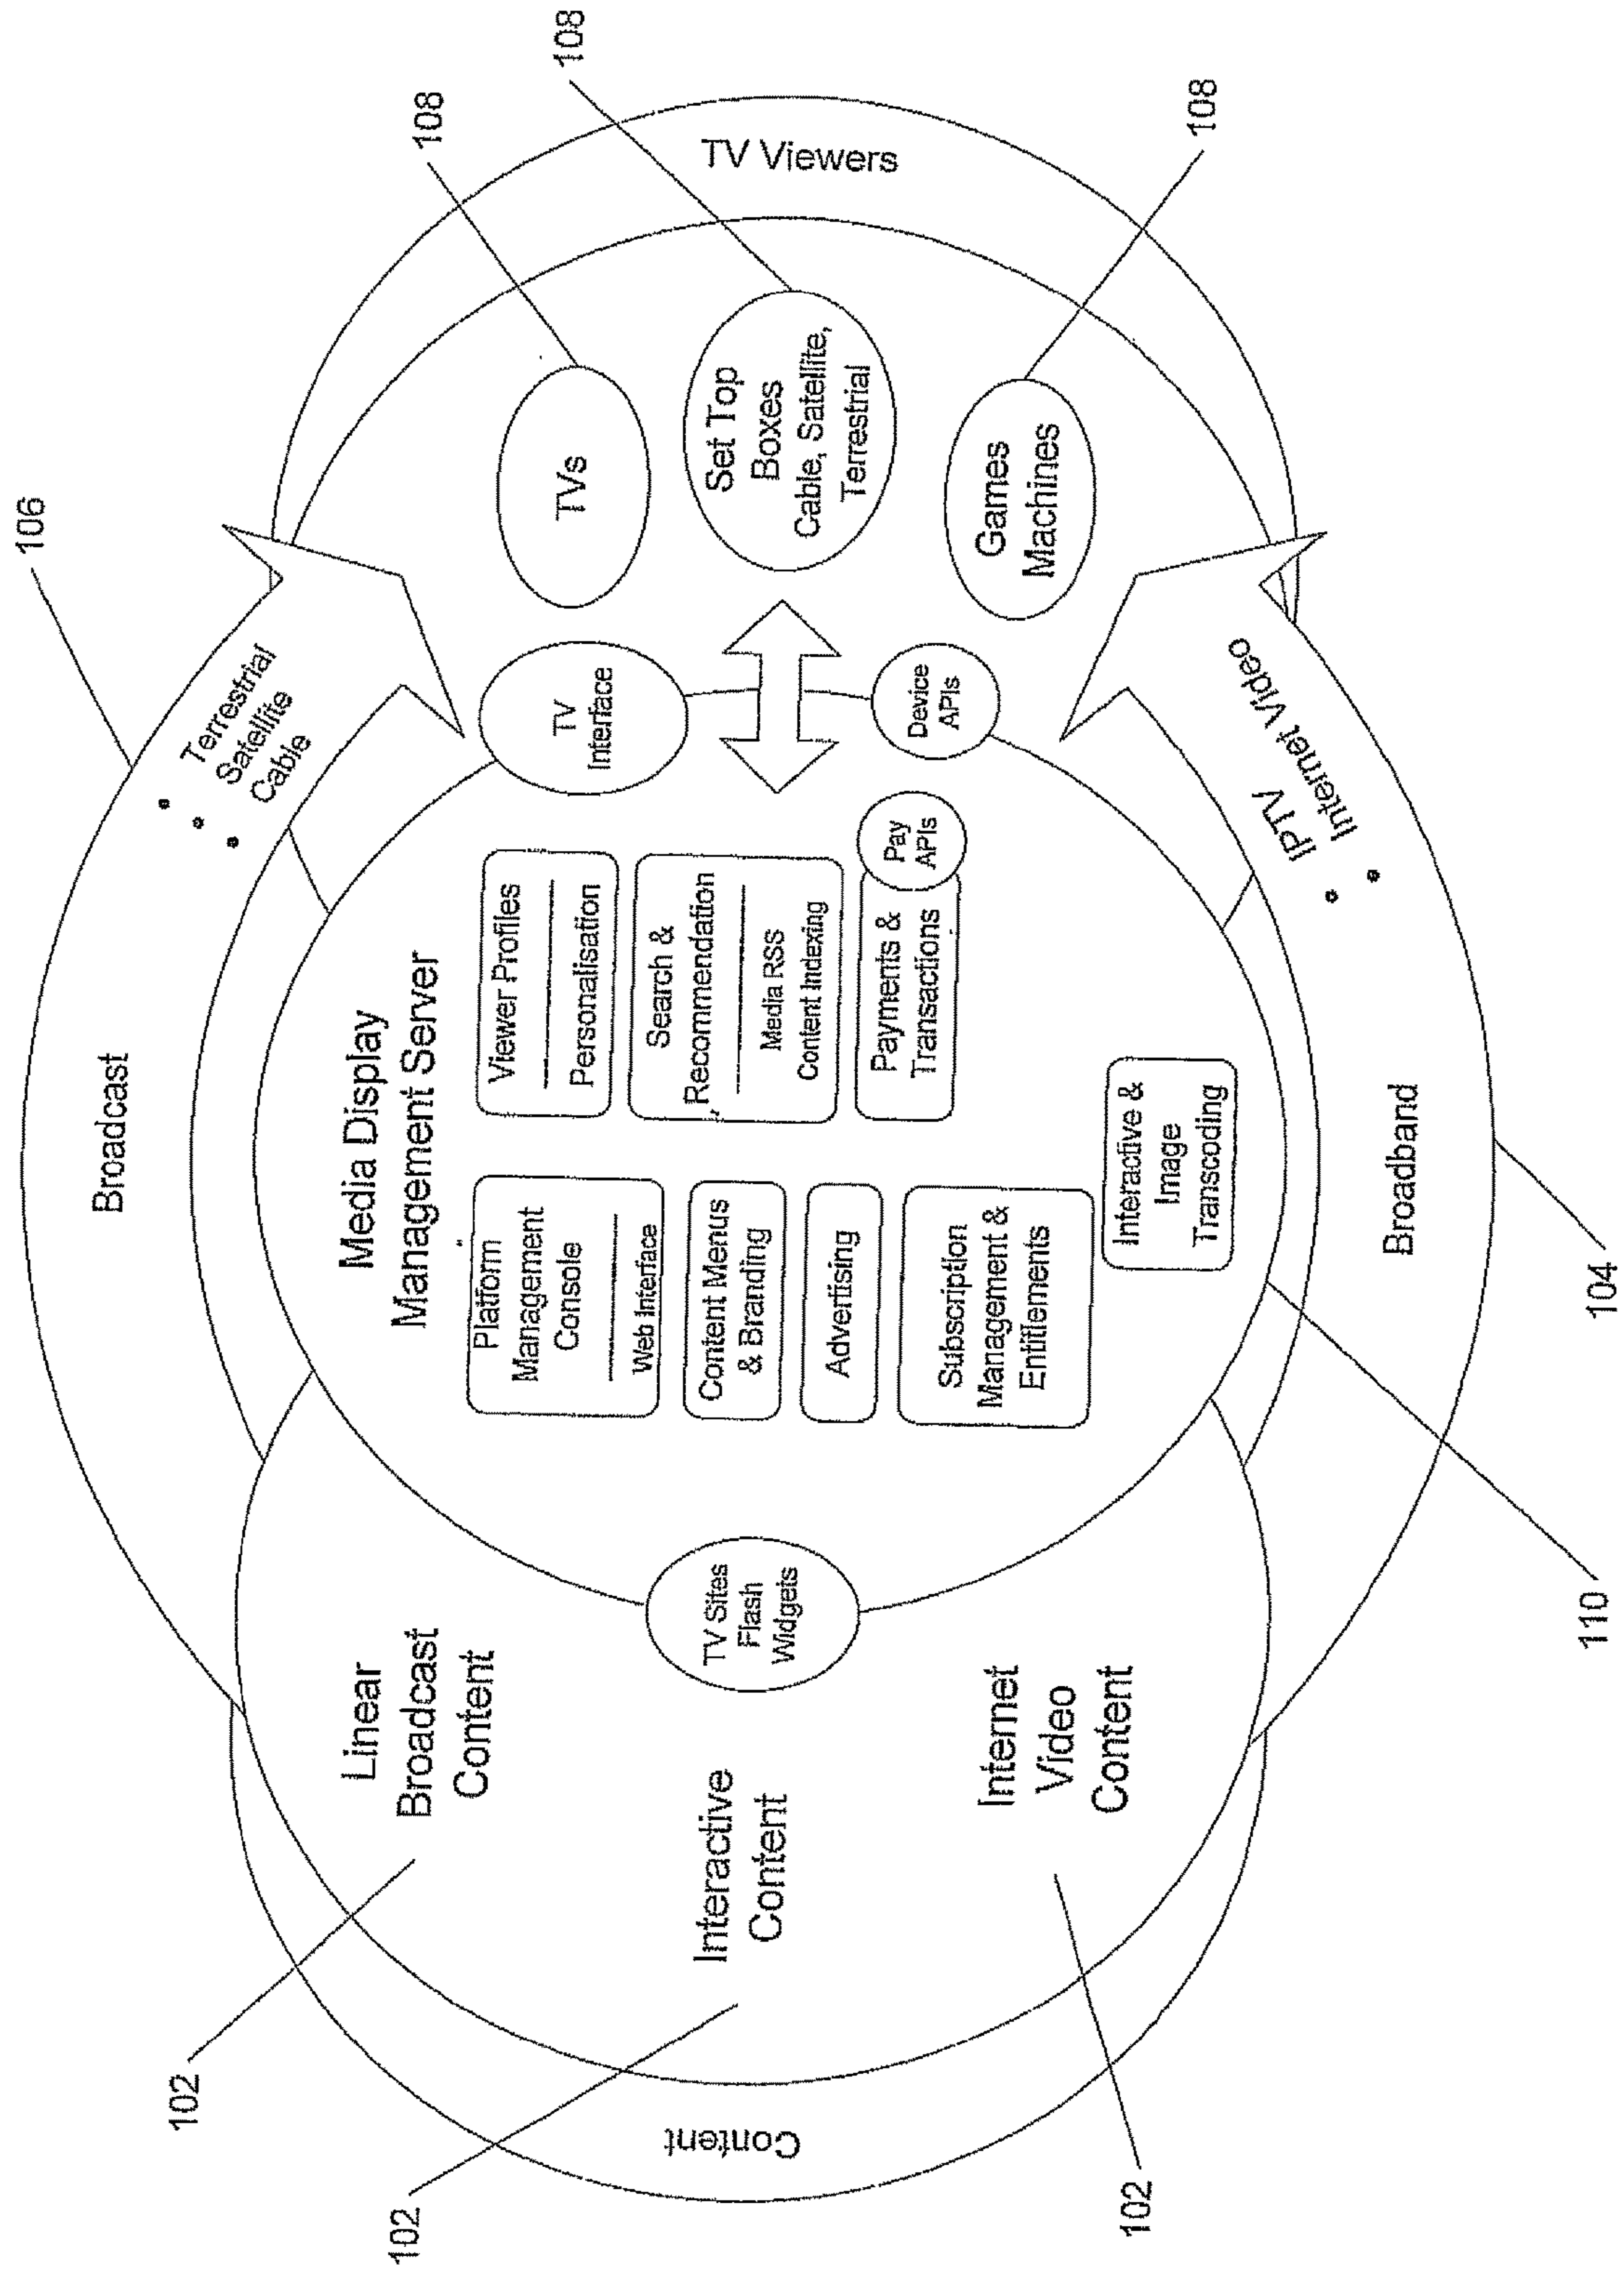 106
Broadcast
Terrestrial
Satellite
Cable
108
108
108
TV Viewers
TVs
Set Top
Boxes
Cable, Satellite,
Terrestrial
Games
Machines
TV
Interface
Device
APIs
Media Display
Management Server
Platform
Management
Console
Web Interface
Content Menus
& Branding
Advertising
Subscription
Management &
Entitlements
Viewer Profiles
Personalisation
Search &
Recommendation
Media RSS
Content Indexing
Payments &
Transactions
Pay
APIs
Interactive &
Image
Transcoding
TV Sites
Flash
Widgets
Linear
Broadcast
Content
Interactive
Content
Internet
Video
Content
Content
102
102
102
IPTV
Internet Video
Broadband
104
110